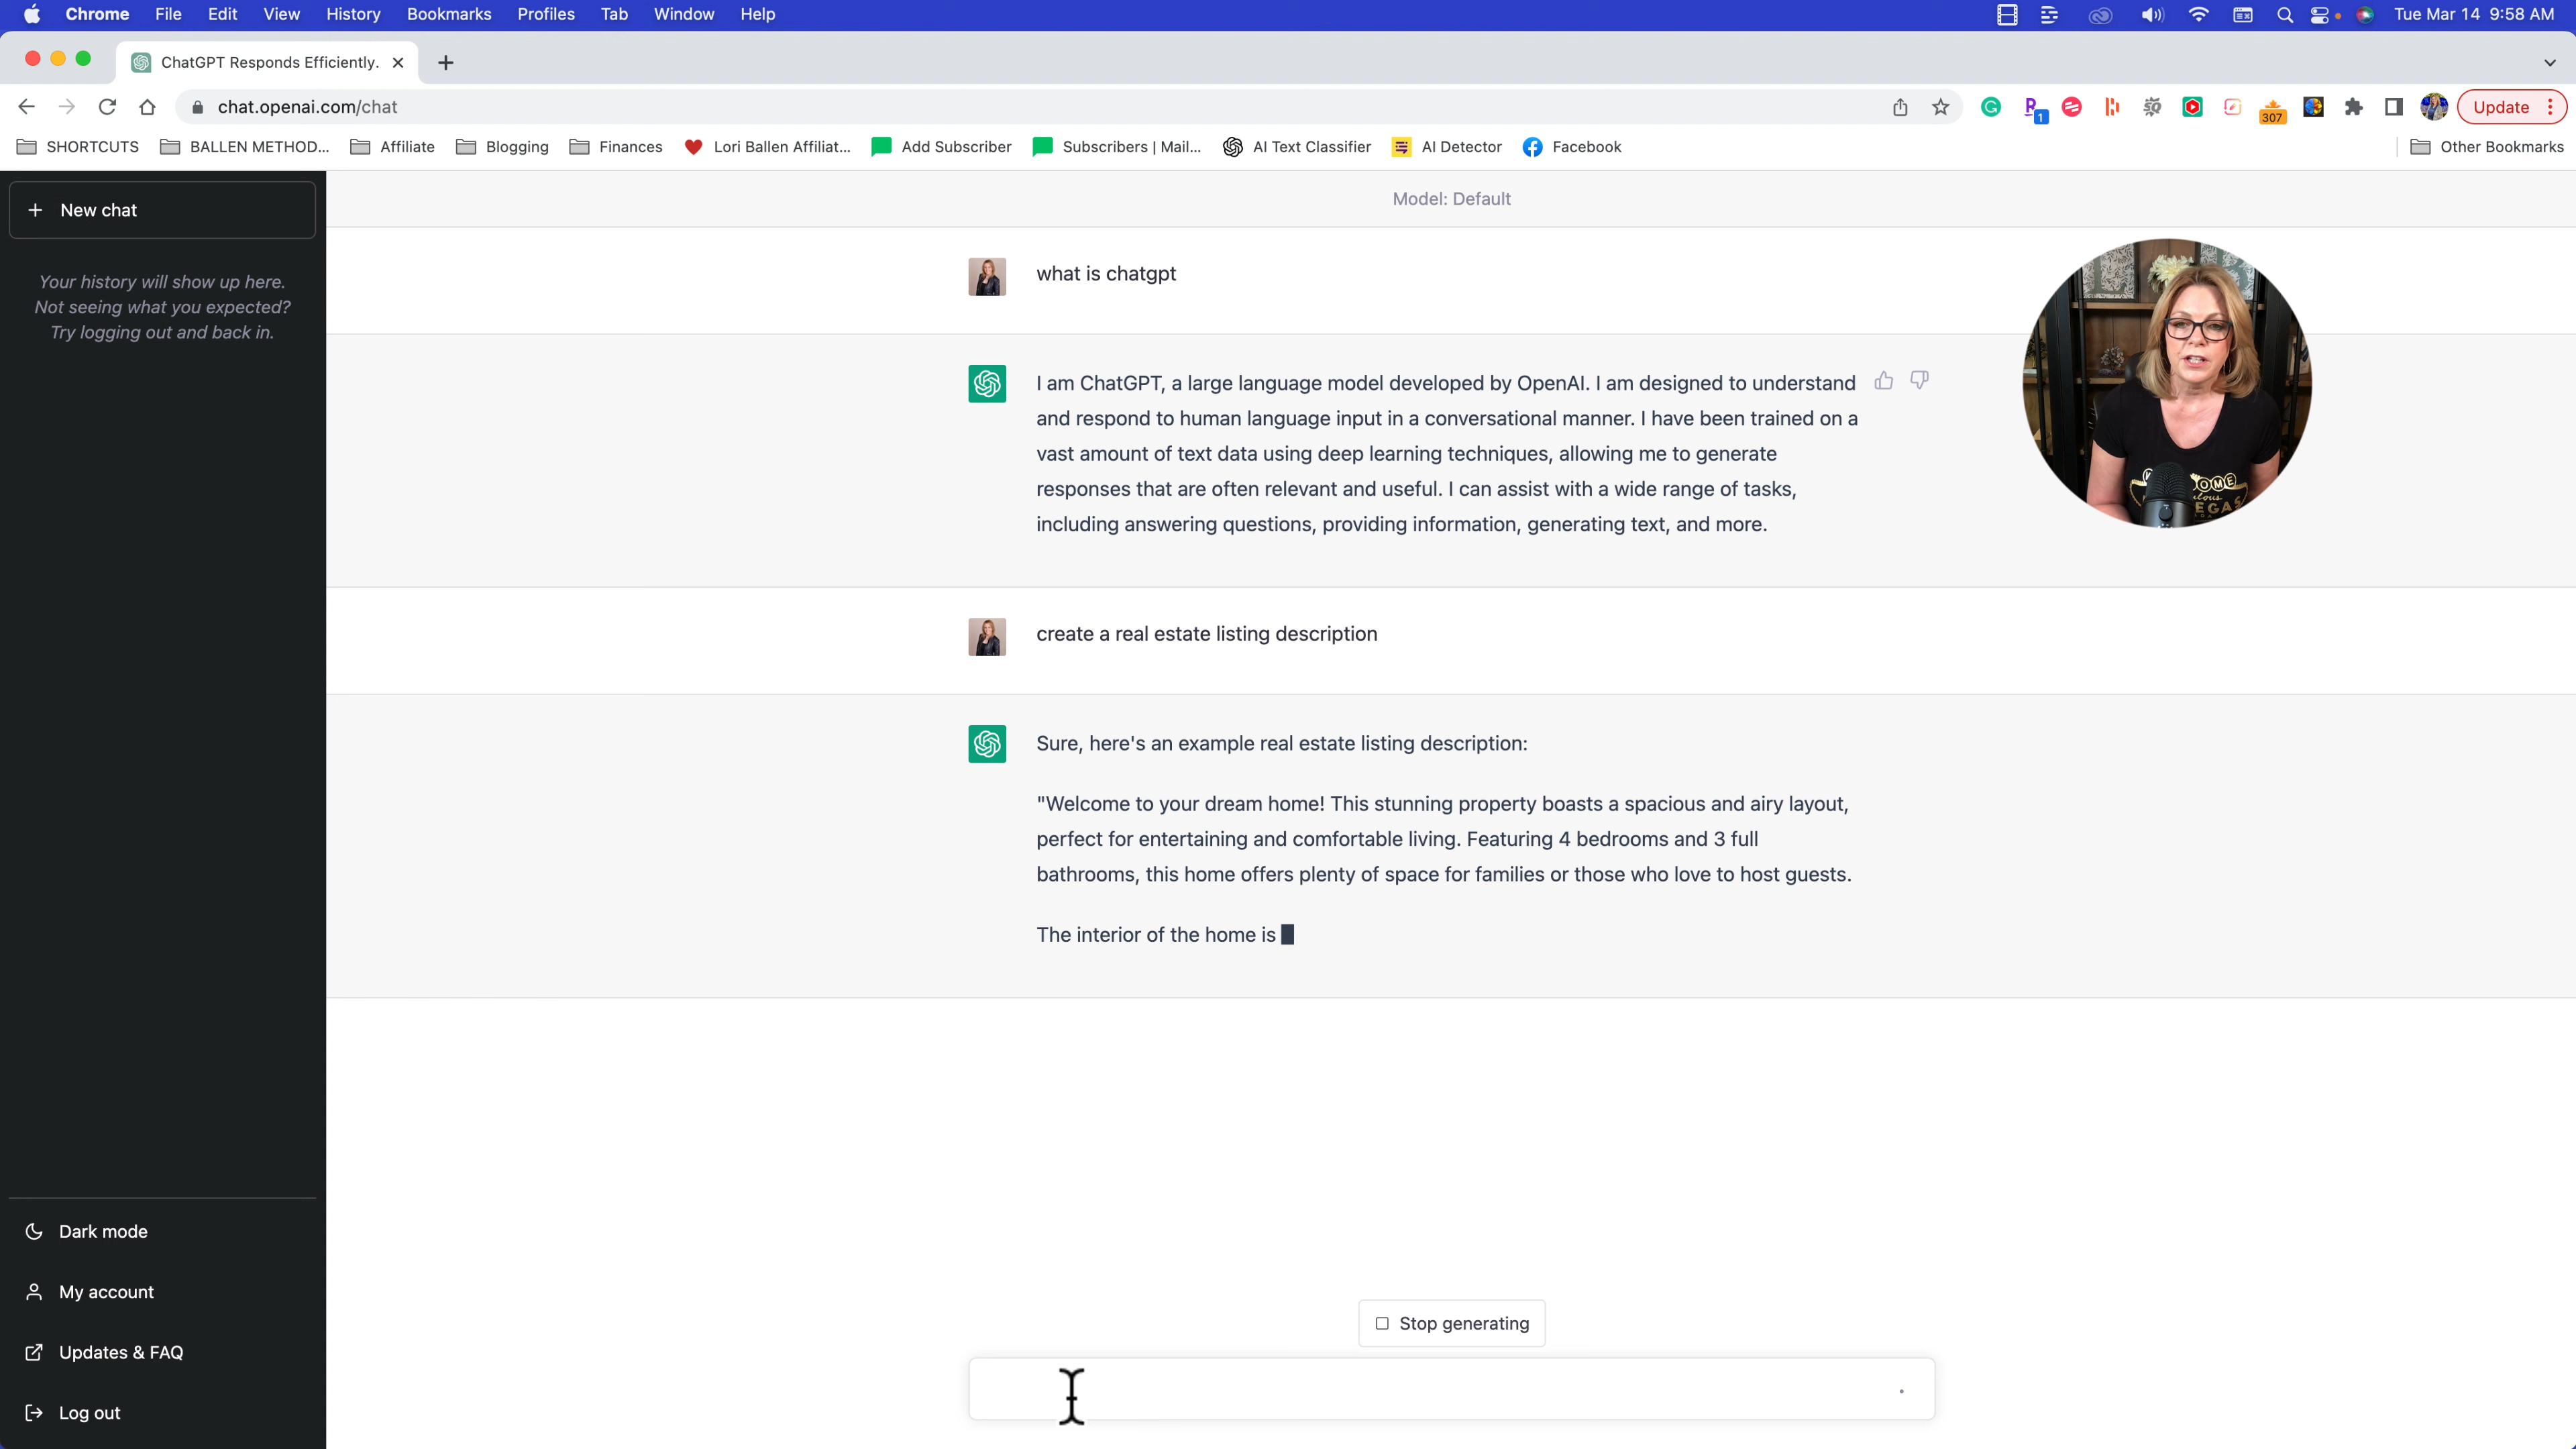 Chrome File Edit View History Bookmarks Profiles Tab Window Help Tue Mar 14 9:58 AM
ChatGPT Responds Efficiently.
chat.openai.com/chat
1
307
Update
SHORTCUTS BALLEN METHOD... Affiliate Blogging Finances Lori Ballen Affiliat... Add Subscriber Subscribers | Mail... AI Text Classifier AI Detector Facebook Other Bookmarks
New chat
Your history will show up here.
Not seeing what you expected?
Try logging out and back in.
Model: Default
what is chatgpt
I am ChatGPT, a large language model developed by OpenAI. I am designed to understand
and respond to human language input in a conversational manner. I have been trained on a
vast amount of text data using deep learning techniques, allowing me to generate
responses that are often relevant and useful. I can assist with a wide range of tasks,
including answering questions, providing information, generating text, and more.
create a real estate listing description
Sure, here's an example real estate listing description:
"Welcome to your dream home! This stunning property boasts a spacious and airy layout,
perfect for entertaining and comfortable living. Featuring 4 bedrooms and 3 full
bathrooms, this home offers plenty of space for families or those who love to host guests.
The interior of the home is
Stop generating
Dark mode
My account
Updates & FAQ
Log out